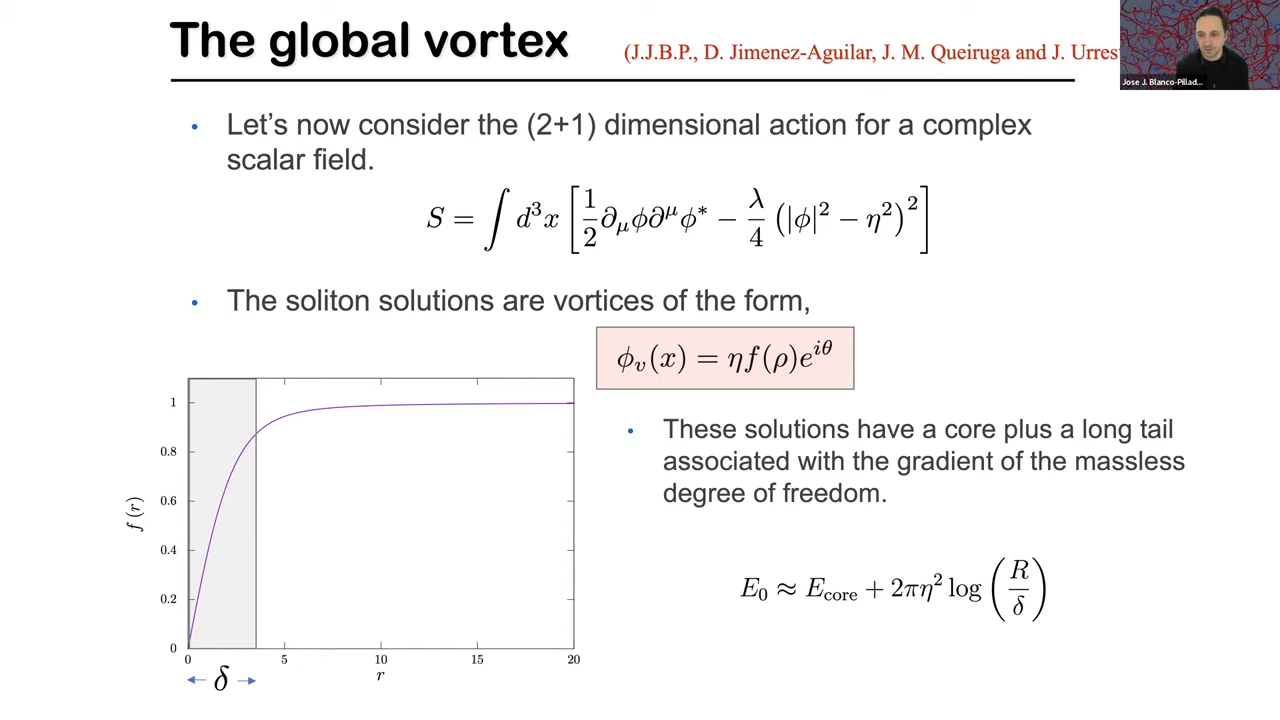 The global vortex
(J.J.B.P., D. Jimenez-Aguilar, J. M. Queiruga and J. Urres
Jose J. Blanco-Pillad...
• Let's now consider the (2+1) dimensional action for a complex
scalar field.
S = ∫ d³x [ 1/2 ∂_μϕ∂^μϕ* − λ/4 (|ϕ|² − η²)² ]
• The soliton solutions are vortices of the form,
ϕ_v(x) = ηf(ρ)e^{iθ}
• These solutions have a core plus a long tail
associated with the gradient of the massless
degree of freedom.
E₀ ≈ E_core + 2πη² log (R/δ)
f (r)
1
0.8
0.6
0.4
0.2
0
0 5 10 15 20
r
δ